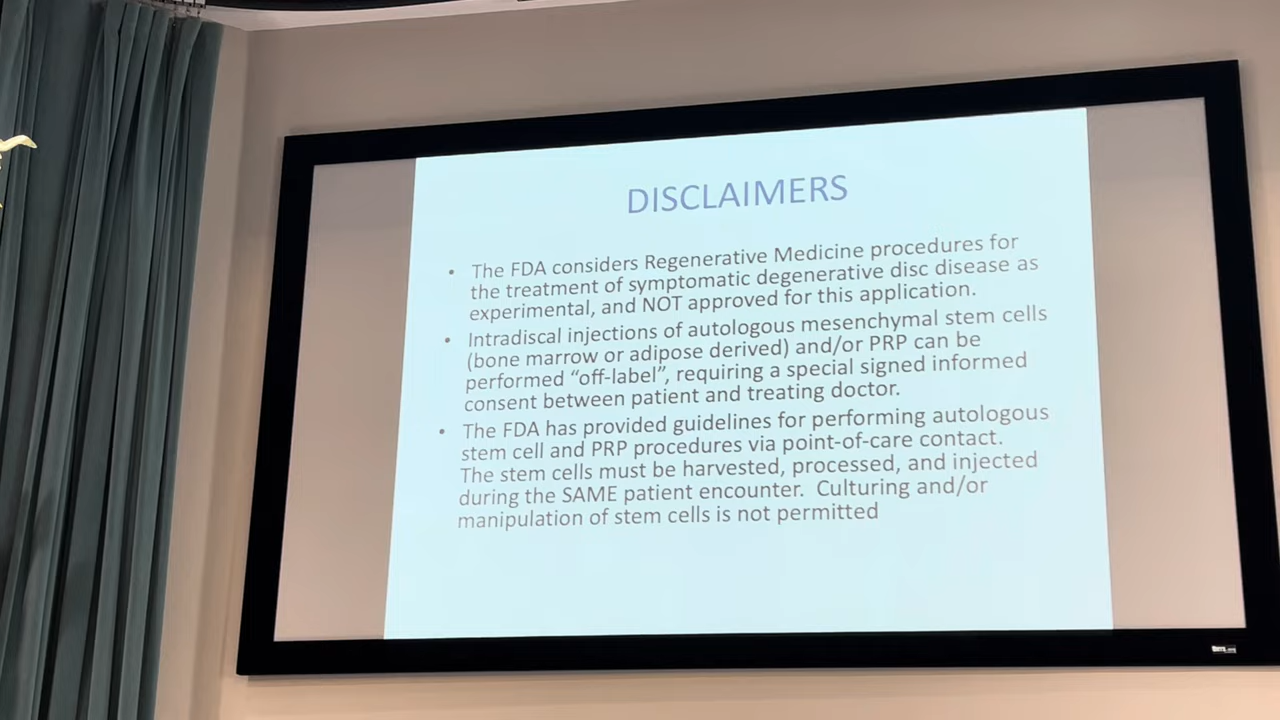 DISCLAIMERS
• The FDA considers Regenerative Medicine procedures for
the treatment of symptomatic degenerative disc disease as
experimental, and NOT approved for this application.
• Intradiscal injections of autologous mesenchymal stem cells
(bone marrow or adipose derived) and/or PRP can be
performed “off-label”, requiring a special signed informed
consent between patient and treating doctor.
• The FDA has provided guidelines for performing autologous
stem cell and PRP procedures via point-of-care contact.
The stem cells must be harvested, processed, and injected
during the SAME patient encounter.  Culturing and/or
manipulation of stem cells is not permitted